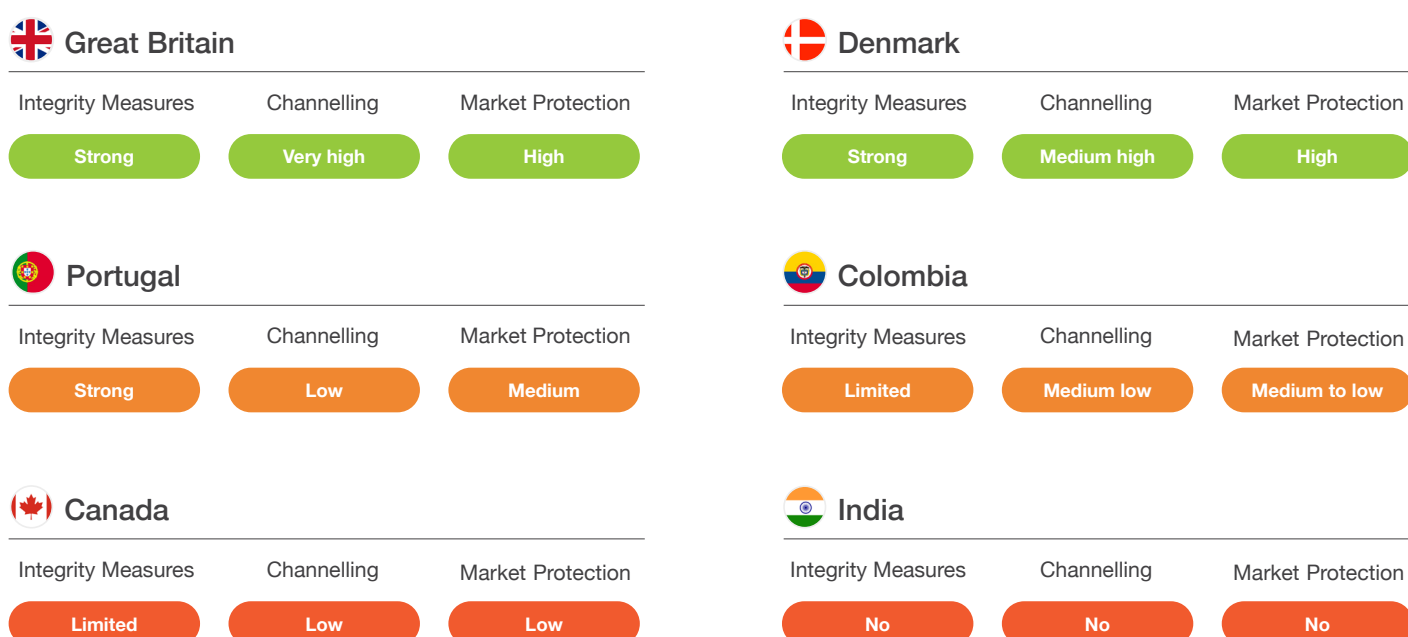 Great Britain
Integrity Measures Channelling Market Protection
Strong Very high High
Denmark
Integrity Measures Channelling Market Protection
Strong Medium high High
Portugal
Integrity Measures Channelling Market Protection
Strong Low Medium
Colombia
Integrity Measures Channelling Market Protection
Limited Medium low Medium to low
Canada
Integrity Measures Channelling Market Protection
Limited Low Low
India
Integrity Measures Channelling Market Protection
No No No